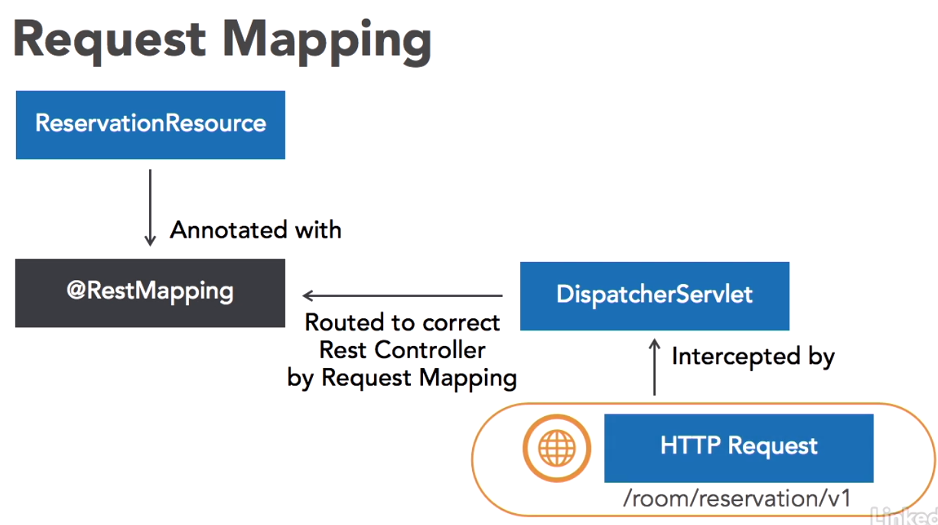 Request Mapping
ReservationResource
Annotated with
@RestMapping
DispatcherServlet
Routed to correct
Rest Controller
by Request Mapping
Intercepted by
HTTP Request
/room/reservation/v1
Linked